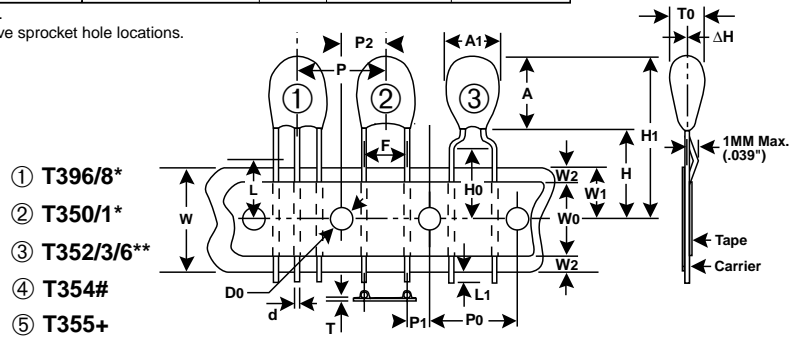 ve sprocket hole locations.
T0
ΔH
P2
A1
P
① ② ③
A
H1
1MM Max.
(.039")
H
F
① T396/8*
L
H0
W2
W1
W
W0
② T350/1*
③ T352/3/6**
W2
Tape
Carrier
④ T354#
D0
d
L1
T
P1
P0
⑤ T355+